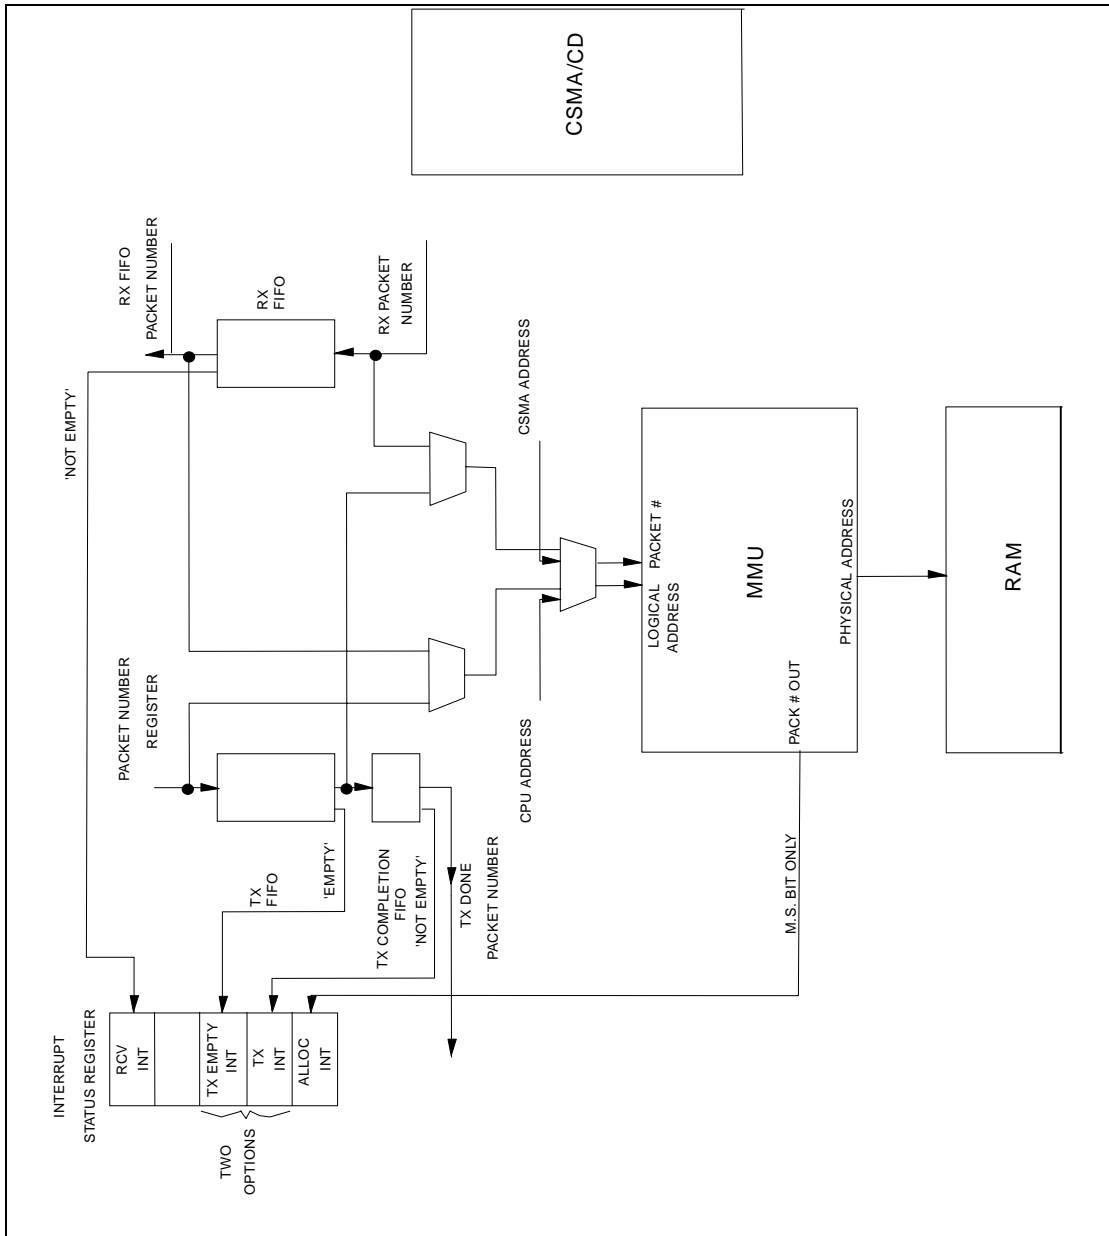 INTERRUPT
STATUS REGISTER
RCV
INT
TX EMPTY
INT
TX
INT
ALLOC
INT
TWO
OPTIONS
'NOT EMPTY'
PACKET NUMBER
REGISTER
TX
FIFO
'EMPTY'
TX COMPLETION
FIFO
'NOT EMPTY'
TX DONE
PACKET NUMBER
RX FIFO
PACKET NUMBER
RX
FIFO
RX PACKET
NUMBER
CPU ADDRESS
CSMA ADDRESS
M.S. BIT ONLY
LOGICAL
ADDRESS
PACKET #
MMU
PACK # OUT
PHYSICAL ADDRESS
RAM
CSMA/CD